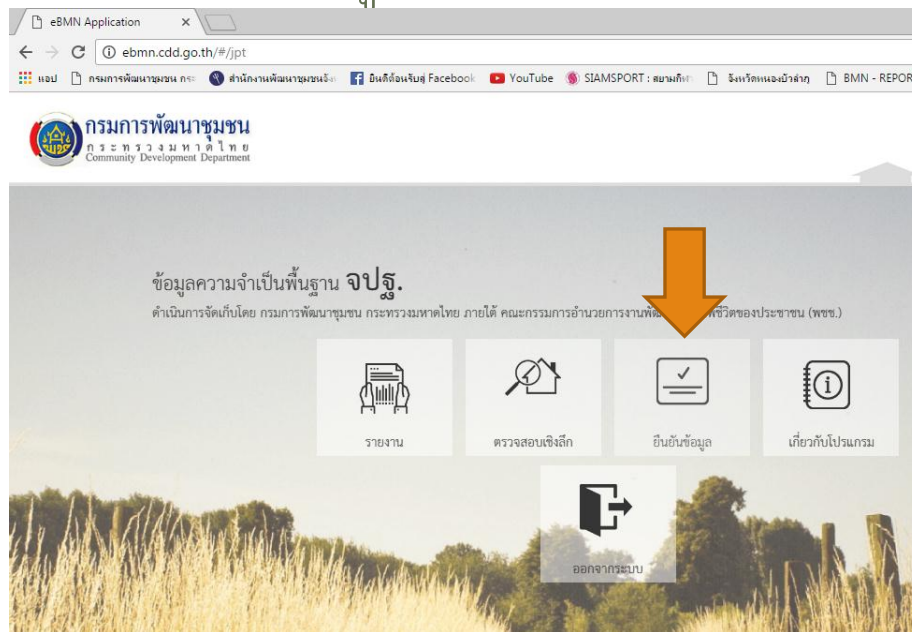 eBMN Application
ebmn.cdd.go.th/#/jpt
แอป กรมการพัฒนาชุมชน กระ สำนักงานพัฒนาชุมชนจัง ยินดีต้อนรับสู่ Facebook YouTube SIAMSPORT : สยามกีฬา จังหวัดหนองบัวลำภู BMN - REPOR
กรมการพัฒนาชุมชน
กระทรวงมหาดไทย
Community Development Department
ข้อมูลความจำเป็นพื้นฐาน จปฐ.
ดำเนินการจัดเก็บโดย กรมการพัฒนาชุมชน กระทรวงมหาดไทย ภายใต้ คณะกรรมการอำนวยการงานพัฒ ชีวิตของประชาชน (พชช.)
รายงาน ตรวจสอบเชิงลึก ยืนยันข้อมูล เกี่ยวกับโปรแกรม
ออกจากระบบ